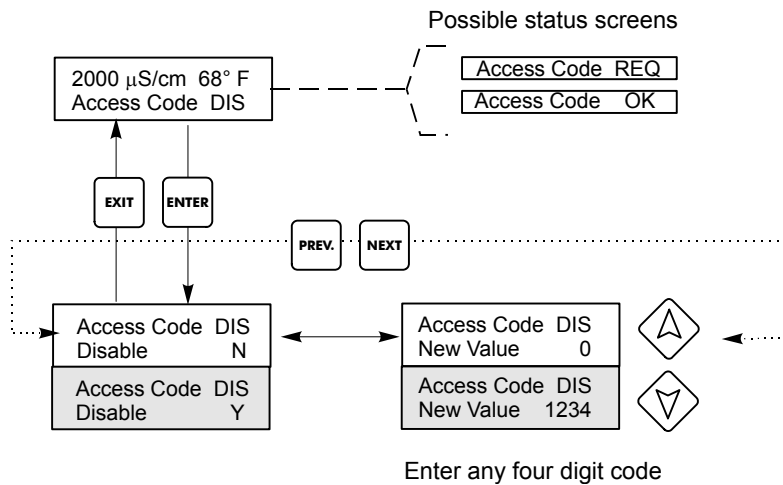 Possible status screens
2000 µS/cm 68° F
Access Code DIS
Access Code REQ
Access Code OK
EXIT
ENTER
PREV.
NEXT
Access Code DIS
Disable N
Access Code DIS
Disable Y
Access Code DIS
New Value 0
Access Code DIS
New Value 1234
Enter any four digit code